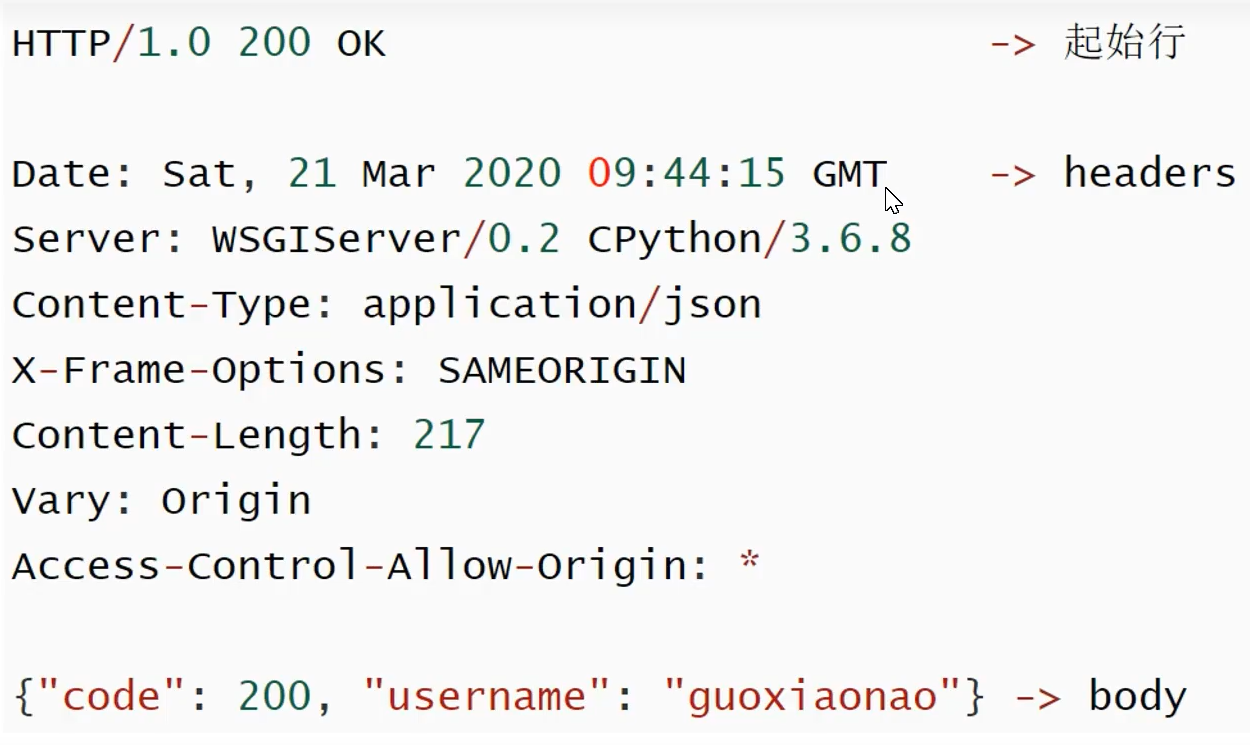 HTTP/1.0 200 OK -> 起始行
Date: Sat, 21 Mar 2020 09:44:15 GMT -> headers
Server: WSGIServer/0.2 CPython/3.6.8
Content-Type: application/json
X-Frame-Options: SAMEORIGIN
Content-Length: 217
Vary: Origin
Access-Control-Allow-Origin: *
{"code": 200, "username": "guoxiaonao"} -> body